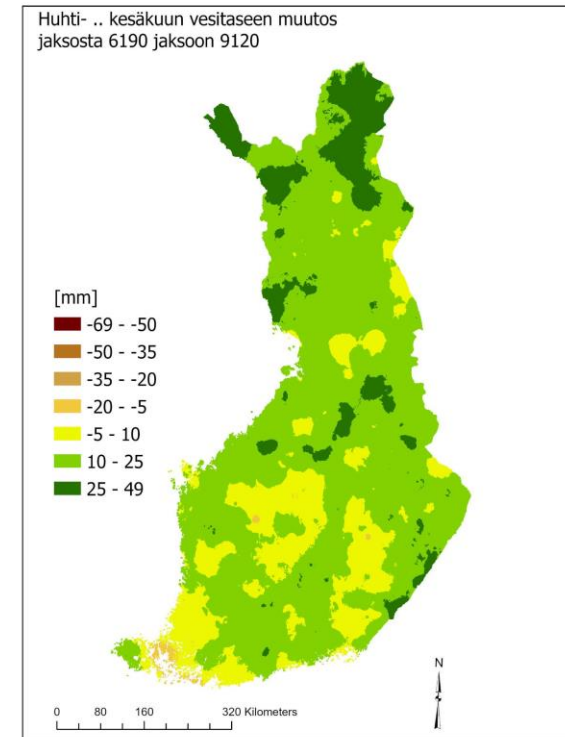 Huhti- .. kesäkuun vesitaseen muutos
jaksosta 6190 jaksoon 9120
[mm]
-69 - -50
-50 - -35
-35 - -20
-20 - -5
-5 - 10
10 - 25
25 - 49
N
0 80 160 320 Kilometers